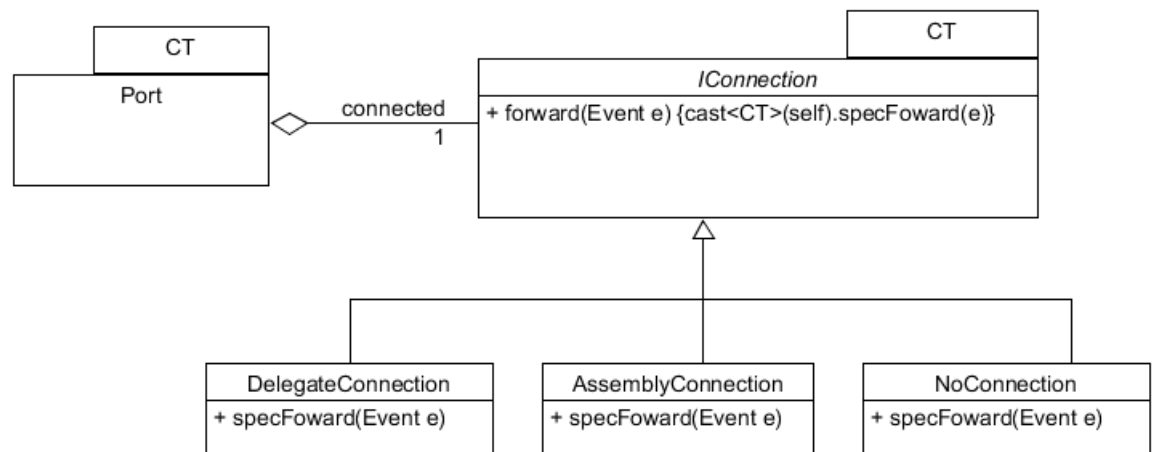 CT
Port
connected
1
CT
IConnection
+ forward(Event e) {cast<CT>(self).specFoward(e)}
DelegateConnection
+ specFoward(Event e)
AssemblyConnection
+ specFoward(Event e)
NoConnection
+ specFoward(Event e)